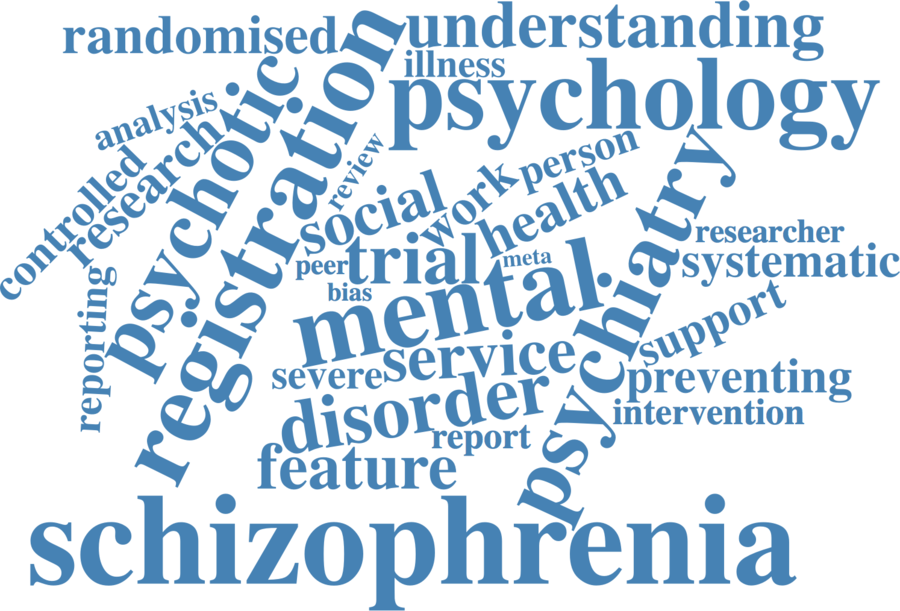 randomised
understanding
illness
psychology
analysis
psychotic
registration
research
controlled
review
person
work
social
health
psychiatry
researcher
peer
trial
meta
systematic
bias
mental
reporting
support
service
severe
preventing
disorder
intervention
report
feature
schizophrenia